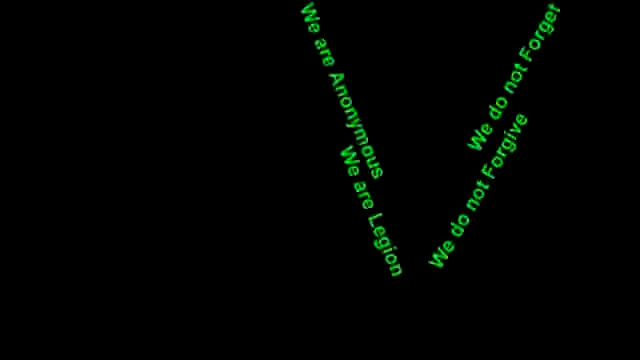 We are Anonymous
We are Legion
We do not Forgive
We do not Forget